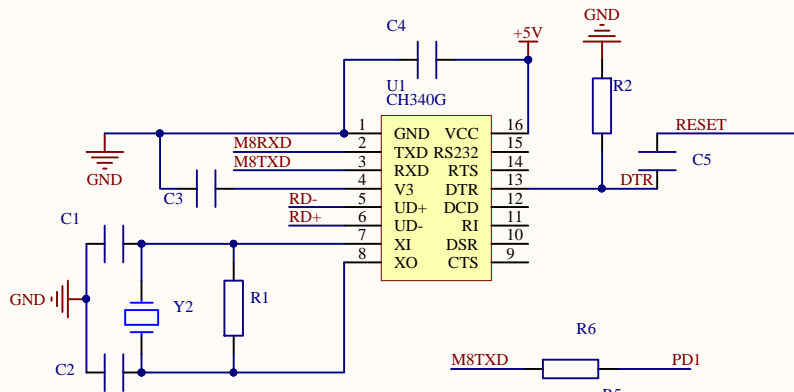 C4
GND
+5V
U1
CH340G
R2
1 GND VCC 16
RESET
M8RXD 2 TXD RS232 15
M8TXD 3 RXD RTS 14
C5
GND
4 V3 DTR 13
DTR
C3
RD- 5 UD+ DCD 12
RD+ 6 UD- RI 11
C1
7 XI DSR 10
8 XO CTS 9
GND
Y2
R1
R6
C2
M8TXD
PD1